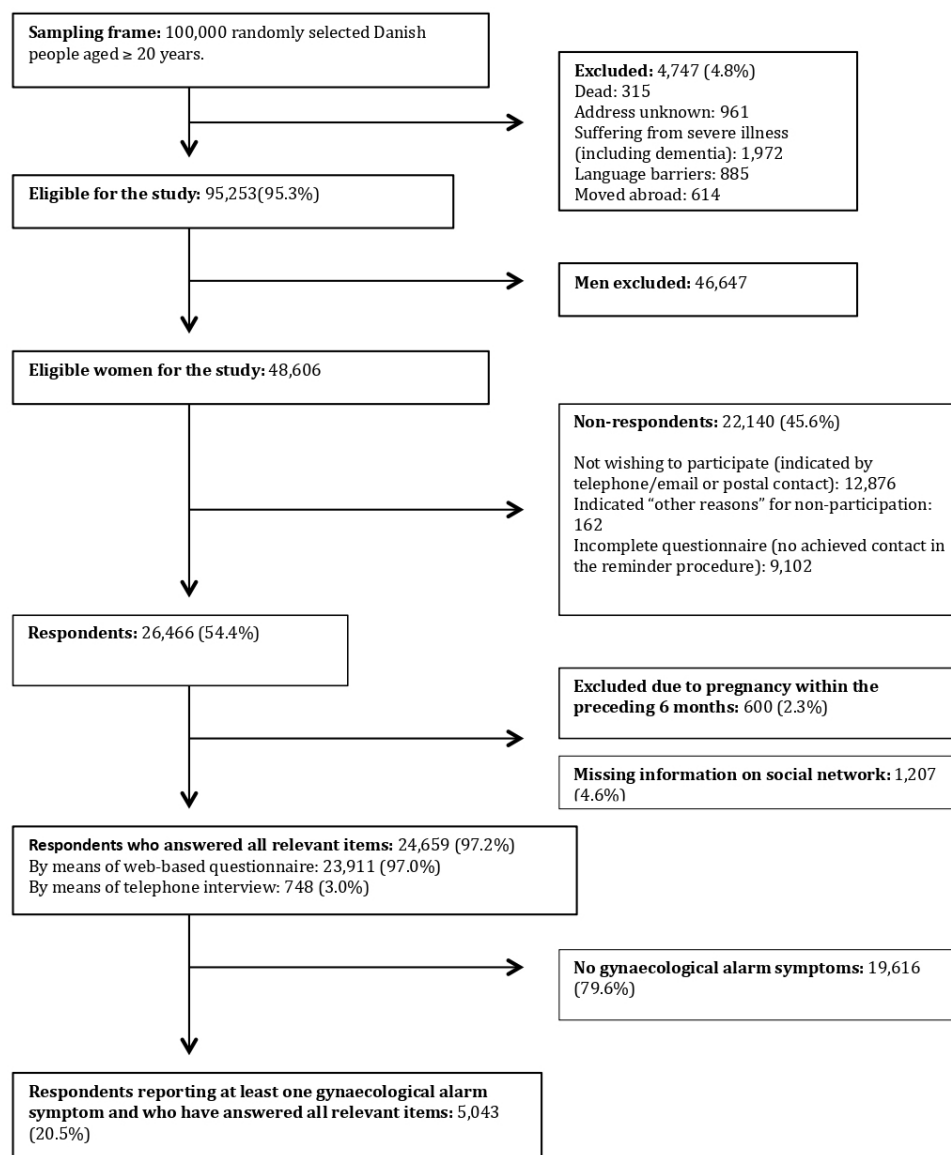 Sampling frame: 100,000 randomly selected Danish
people aged ≥ 20 years.
Excluded: 4,747 (4.8%)
Dead: 315
Address unknown: 961
Suffering from severe illness
(including dementia): 1,972
Language barriers: 885
Moved abroad: 614
Eligible for the study: 95,253(95.3%)
Men excluded: 46,647
Eligible women for the study: 48,606
Non-respondents: 22,140 (45.6%)
Not wishing to participate (indicated by
telephone/email or postal contact): 12,876
Indicated “other reasons” for non-participation:
162
Incomplete questionnaire (no achieved contact in
the reminder procedure): 9,102
Respondents: 26,466 (54.4%)
Excluded due to pregnancy within the
preceding 6 months: 600 (2.3%)
Missing information on social network: 1,207
(4.6%)
Respondents who answered all relevant items: 24,659 (97.2%)
By means of web-based questionnaire: 23,911 (97.0%)
By means of telephone interview: 748 (3.0%)
No gynaecological alarm symptoms: 19,616
(79.6%)
Respondents reporting at least one gynaecological alarm
symptom and who have answered all relevant items: 5,043
(20.5%)